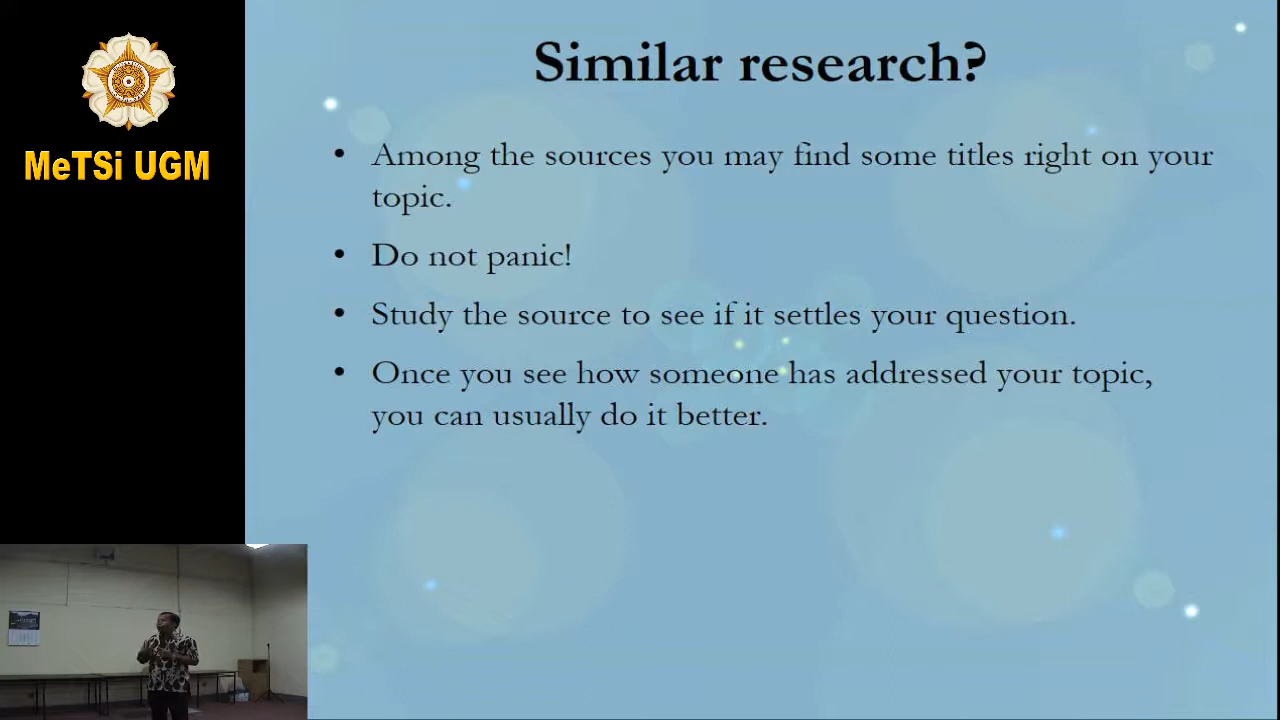 MeTSi UGM
Similar research?
• Among the sources you may find some titles right on your
topic.
• Do not panic!
• Study the source to see if it settles your question.
• Once you see how someone has addressed your topic,
you can usually do it better.